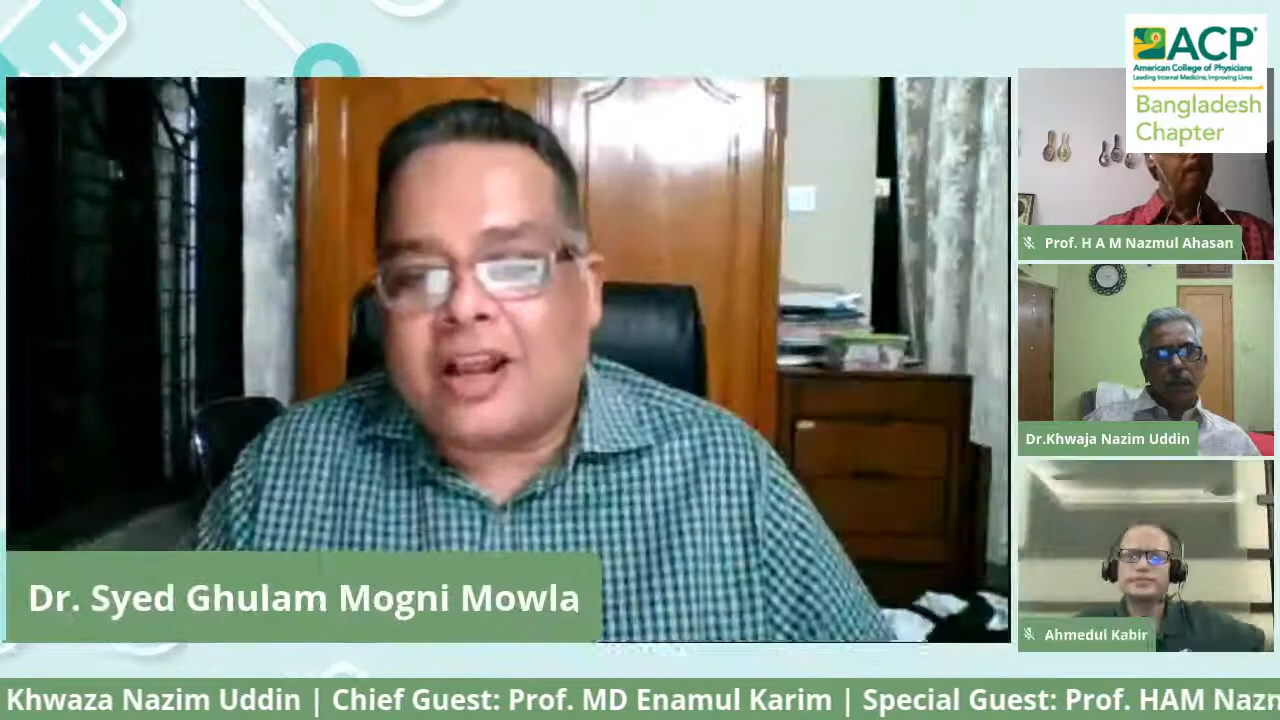 ACP
American College of Physicians
Leading Internal Medicine, Improving Lives
Bangladesh
Chapter
Prof. H A M Nazmul Ahasan
Dr.Khwaja Nazim Uddin
Ahmedul Kabir
Dr. Syed Ghulam Mogni Mowla
Khwaza Nazim Uddin | Chief Guest: Prof. MD Enamul Karim | Special Guest: Prof. HAM